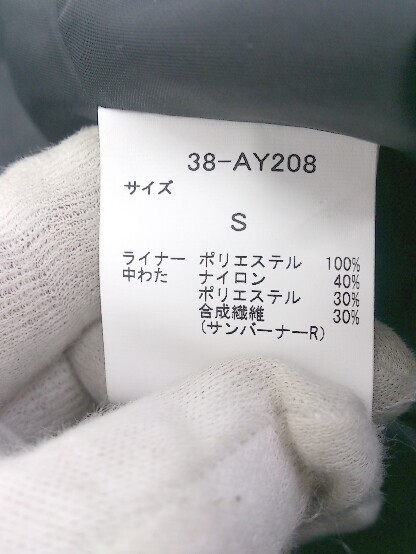 38-AY208
サイズ
S
ライナー ポリエステル 100%
中わた ナイロン 40%
ポリエステル 30%
合成繊維 30%
(サンバーナーR)